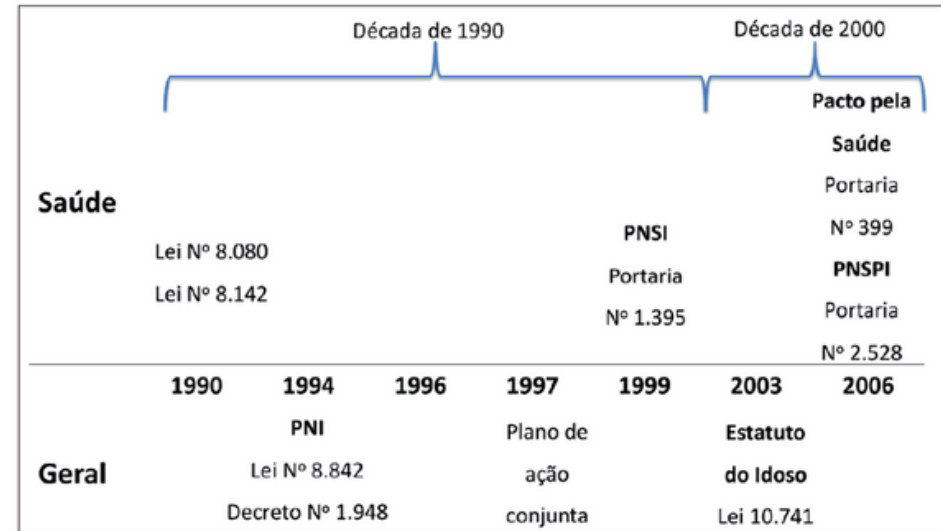 Década de 1990
Década de 2000
Saúde
Lei Nº 8.080
Lei Nº 8.142
PNSI
Portaria
Nº 1.395
Pacto pela
Saúde
Portaria
Nº 399
PNSPI
Portaria
Nº 2.528
1990 1994 1996 1997 1999 2003 2006
Geral
PNI
Lei Nº 8.842
Decreto Nº 1.948
Plano de
ação
conjunta
Estatuto
do Idoso
Lei 10.741